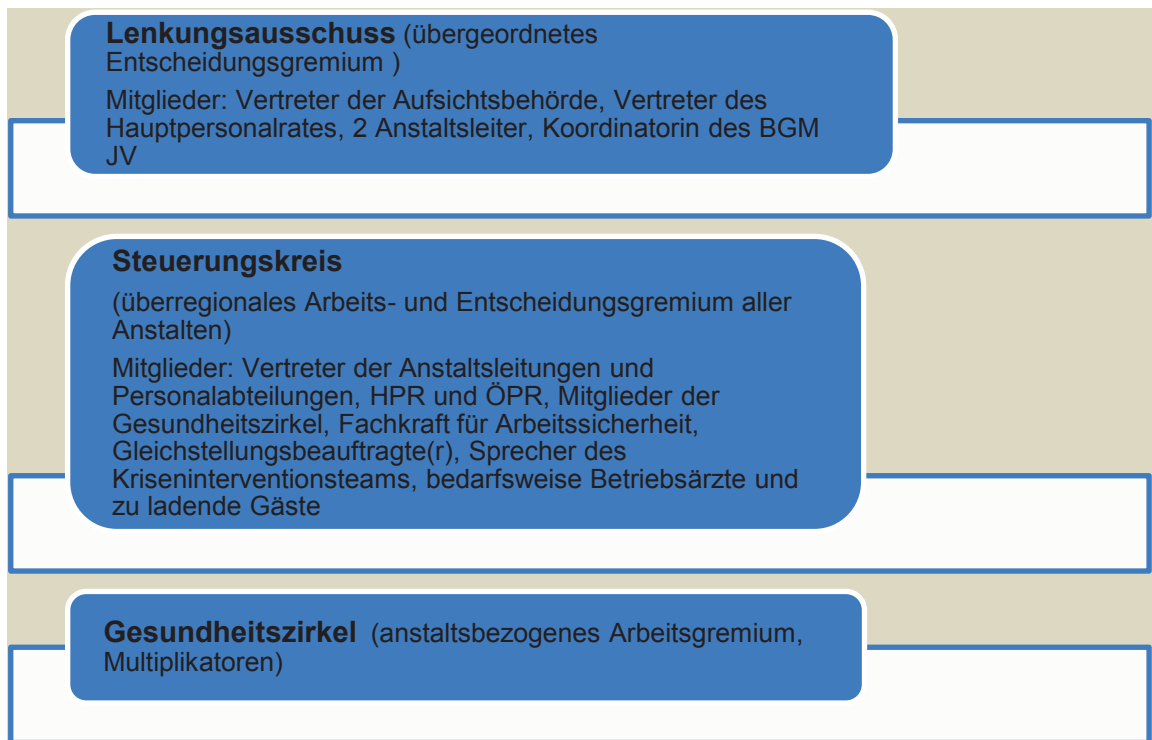 Lenkungsausschuss (übergeordnetes
Entscheidungsgremium )
Mitglieder: Vertreter der Aufsichtsbehörde, Vertreter des
Hauptpersonalrates, 2 Anstaltsleiter, Koordinatorin des BGM
JV
Steuerungskreis
(überregionales Arbeits- und Entscheidungsgremium aller
Anstalten)
Mitglieder: Vertreter der Anstaltsleitungen und
Personalabteilungen, HPR und ÖPR, Mitglieder der
Gesundheitszirkel, Fachkraft für Arbeitssicherheit,
Gleichstellungsbeauftragte(r), Sprecher des
Kriseninterventionsteams, bedarfsweise Betriebsärzte und
zu ladende Gäste
Gesundheitszirkel (anstaltsbezogenes Arbeitsgremium,
Multiplikatoren)